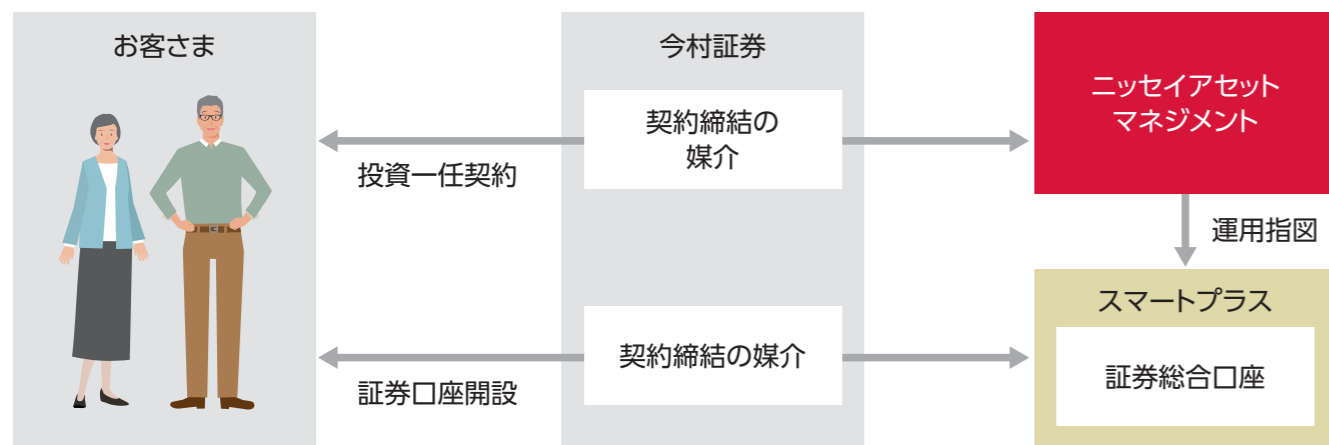 お客さま
今村証券
ニッセイアセット
マネジメント
契約締結の
媒介
投資一任契約
運用指図
スマートプラス
契約締結の媒介
証券口座開設
証券総合口座